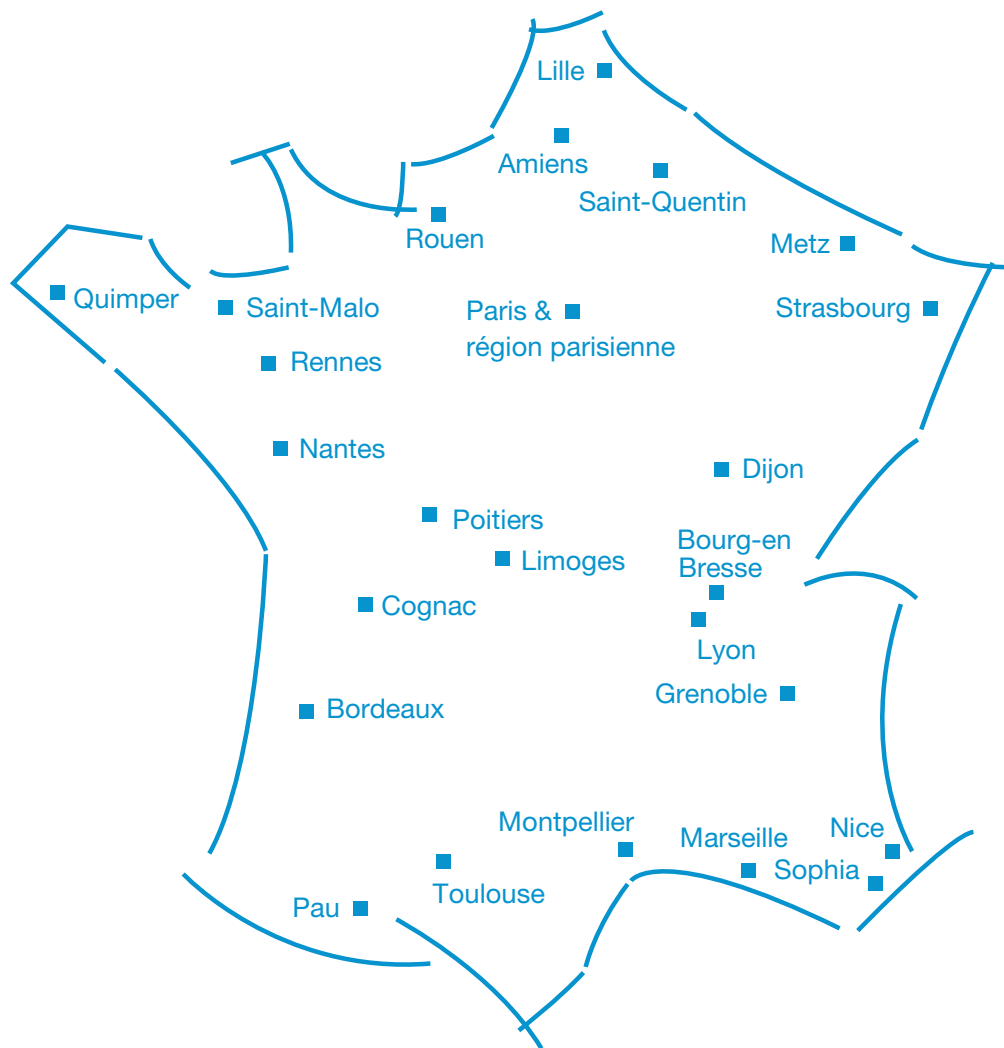 Lille
Amiens
Saint-Quentin
Rouen
Metz
Quimper
Saint-Malo
Paris &
région parisienne
Strasbourg
Rennes
Nantes
Dijon
Poitiers
Bourg-en
Bresse
Limoges
Cognac
Lyon
Grenoble
Bordeaux
Montpellier
Marseille
Nice
Sophia
Toulouse
Pau